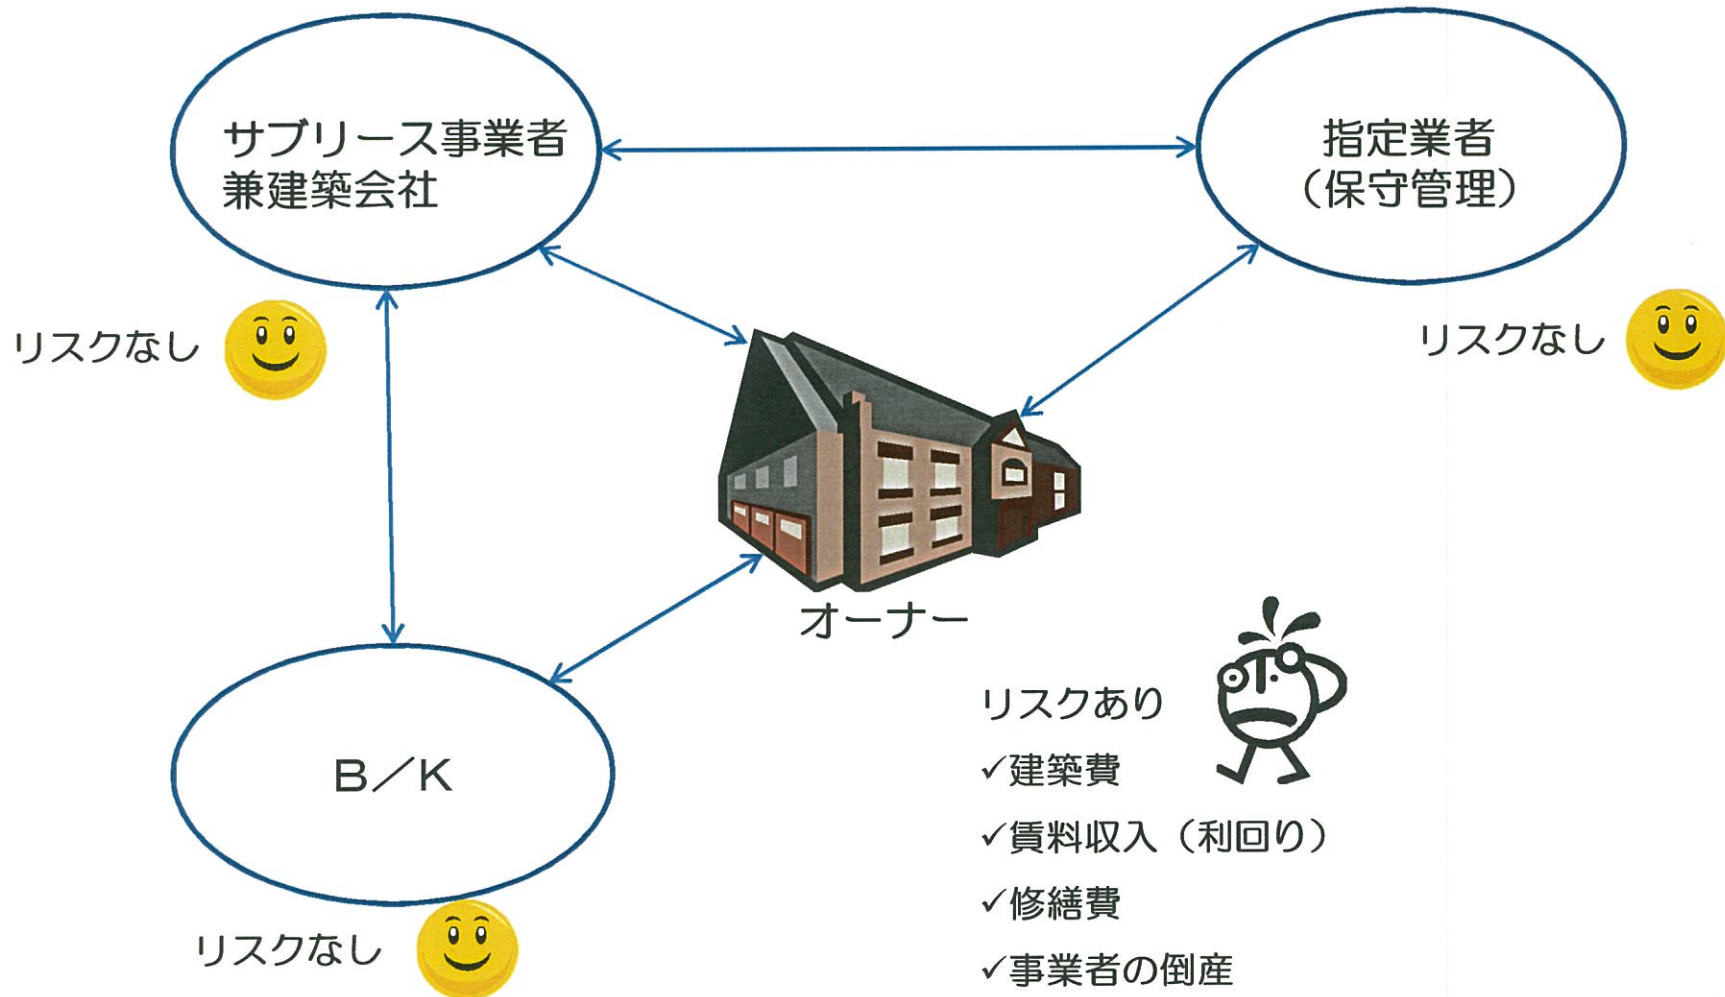 サブリース事業者
兼建築会社
指定業者
（保守管理）
リスクなし
リスクなし
オーナー
B／K
リスクなし
リスクあり
✓建築費
✓賃料収入（利回り）
✓修繕費
✓事業者の倒産